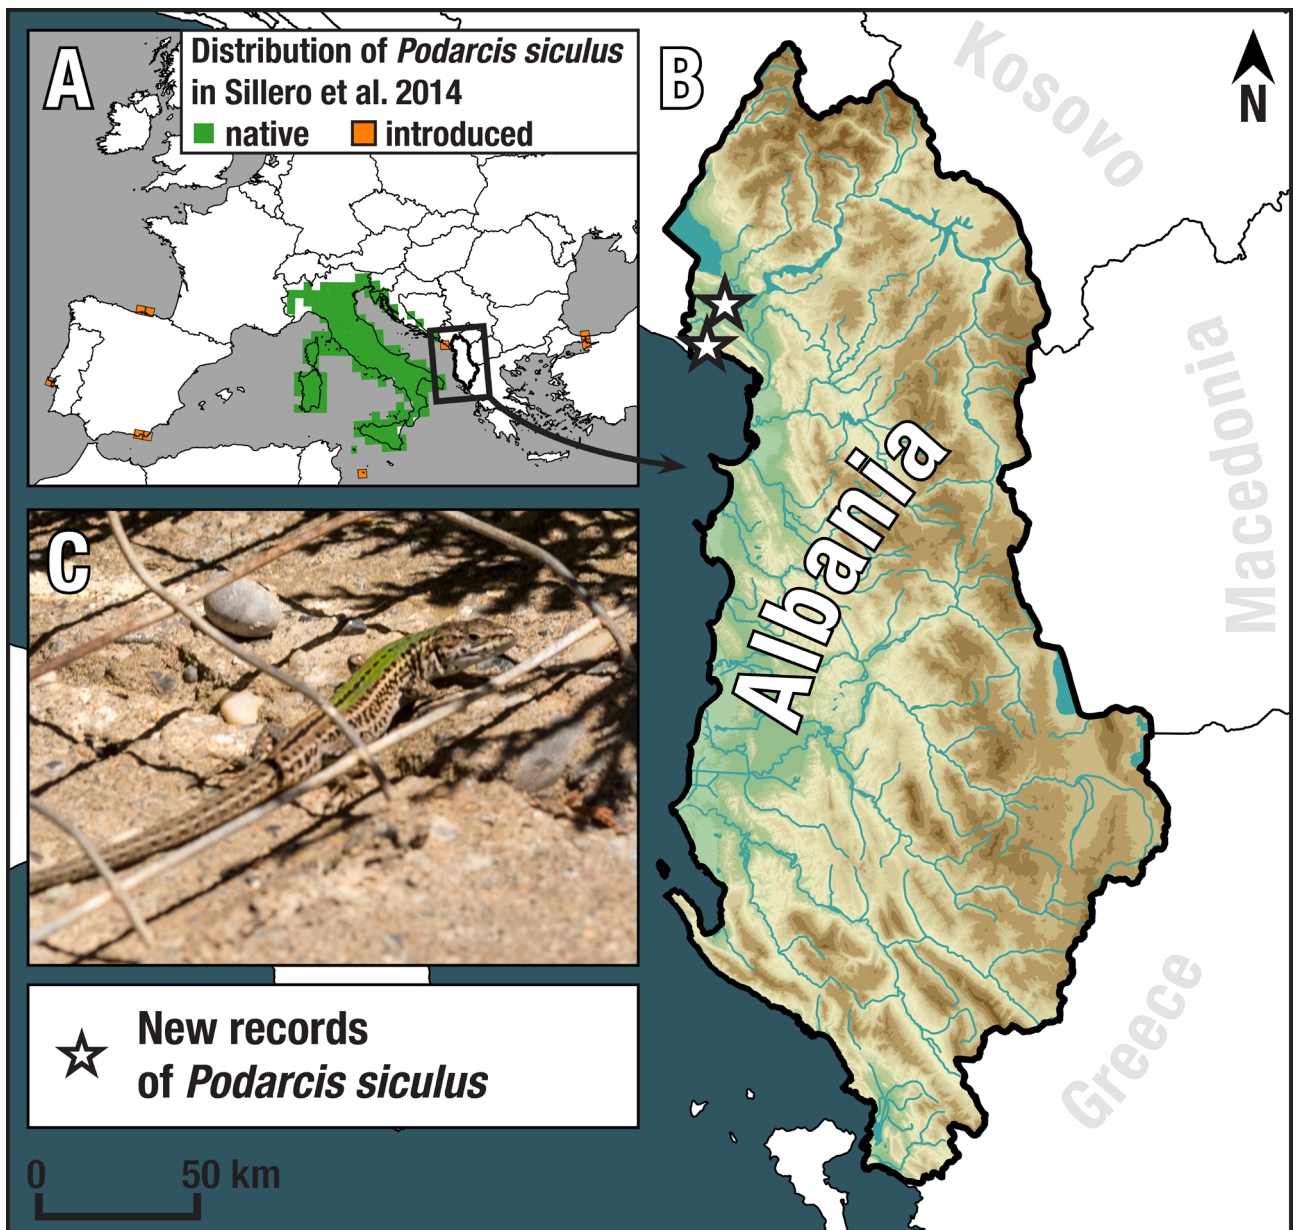 A
Distribution of Podarcis siculus
in Sillero et al. 2014
native introduced
B
Kosovo
N
Macedonia
Albania
C
Greece
New records
of Podarcis siculus
0 50 km